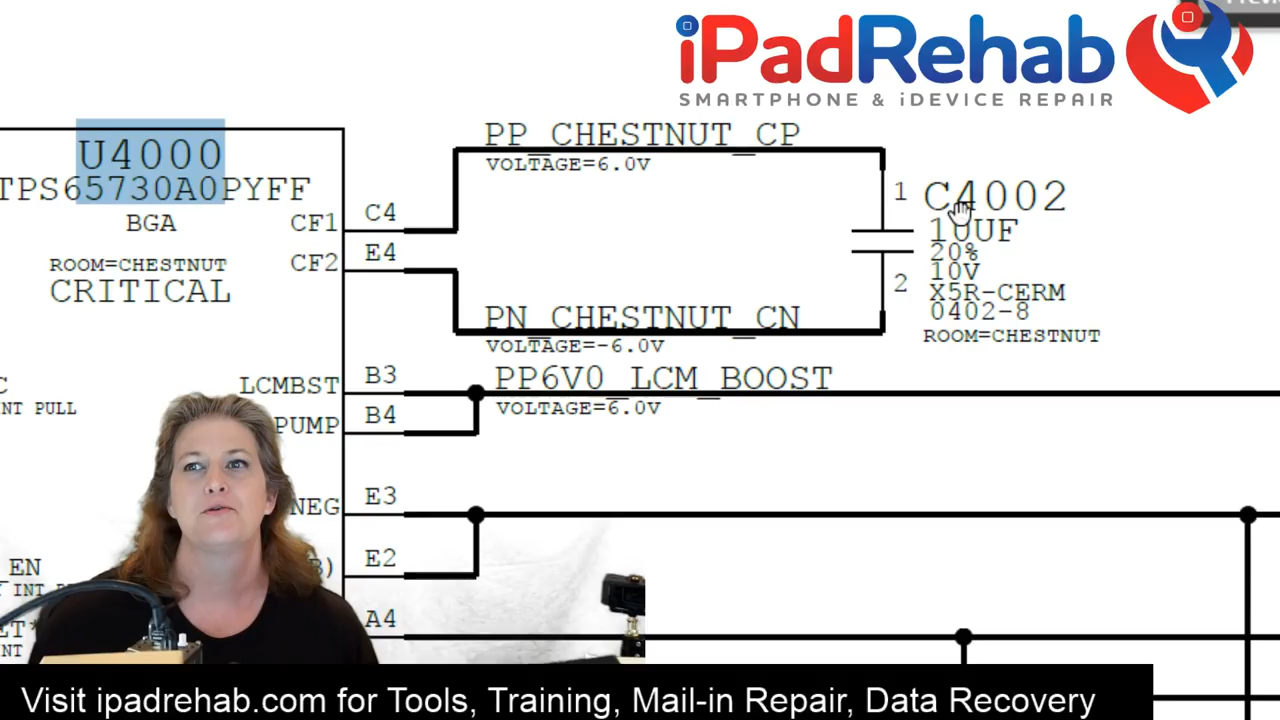 iPadRehab
SMARTPHONE & iDEVICE REPAIR
U4000
TPS65730A0PYFF
BGA
ROOM=CHESTNUT
CRITICAL
CF1
C4
CF2
E4
PP_CHESTNUT_CP
VOLTAGE=6.0V
1
C4002
10UF
20%
10V
X5R-CERM
0402-8
ROOM=CHESTNUT
2
PN_CHESTNUT_CN
VOLTAGE=-6.0V
LCMBST
B3
PP6V0_LCM_BOOST
VOLTAGE=6.0V
NT PULL
PUMP
B4
NEG
E3
E2
EN
INT
A4
NT
Visit ipadrehab.com for Tools, Training, Mail-in Repair, Data Recovery